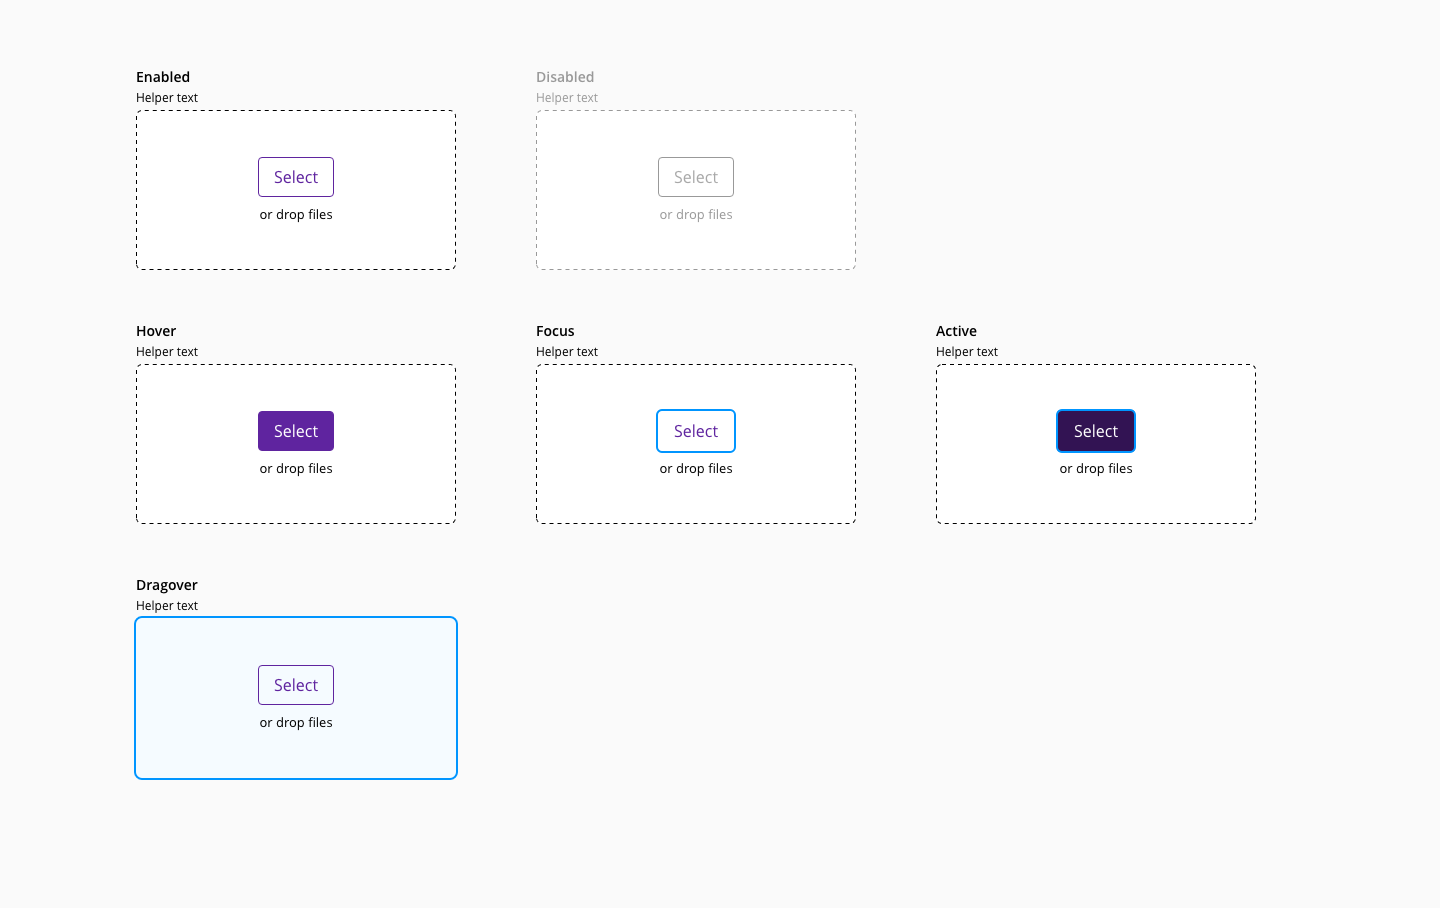 Enabled
Helper text
Select
or drop files
Disabled
Helper text
Select
or drop files
Hover
Helper text
Select
or drop files
Focus
Helper text
Select
or drop files
Active
Helper text
Select
or drop files
Dragover
Helper text
Select
or drop files